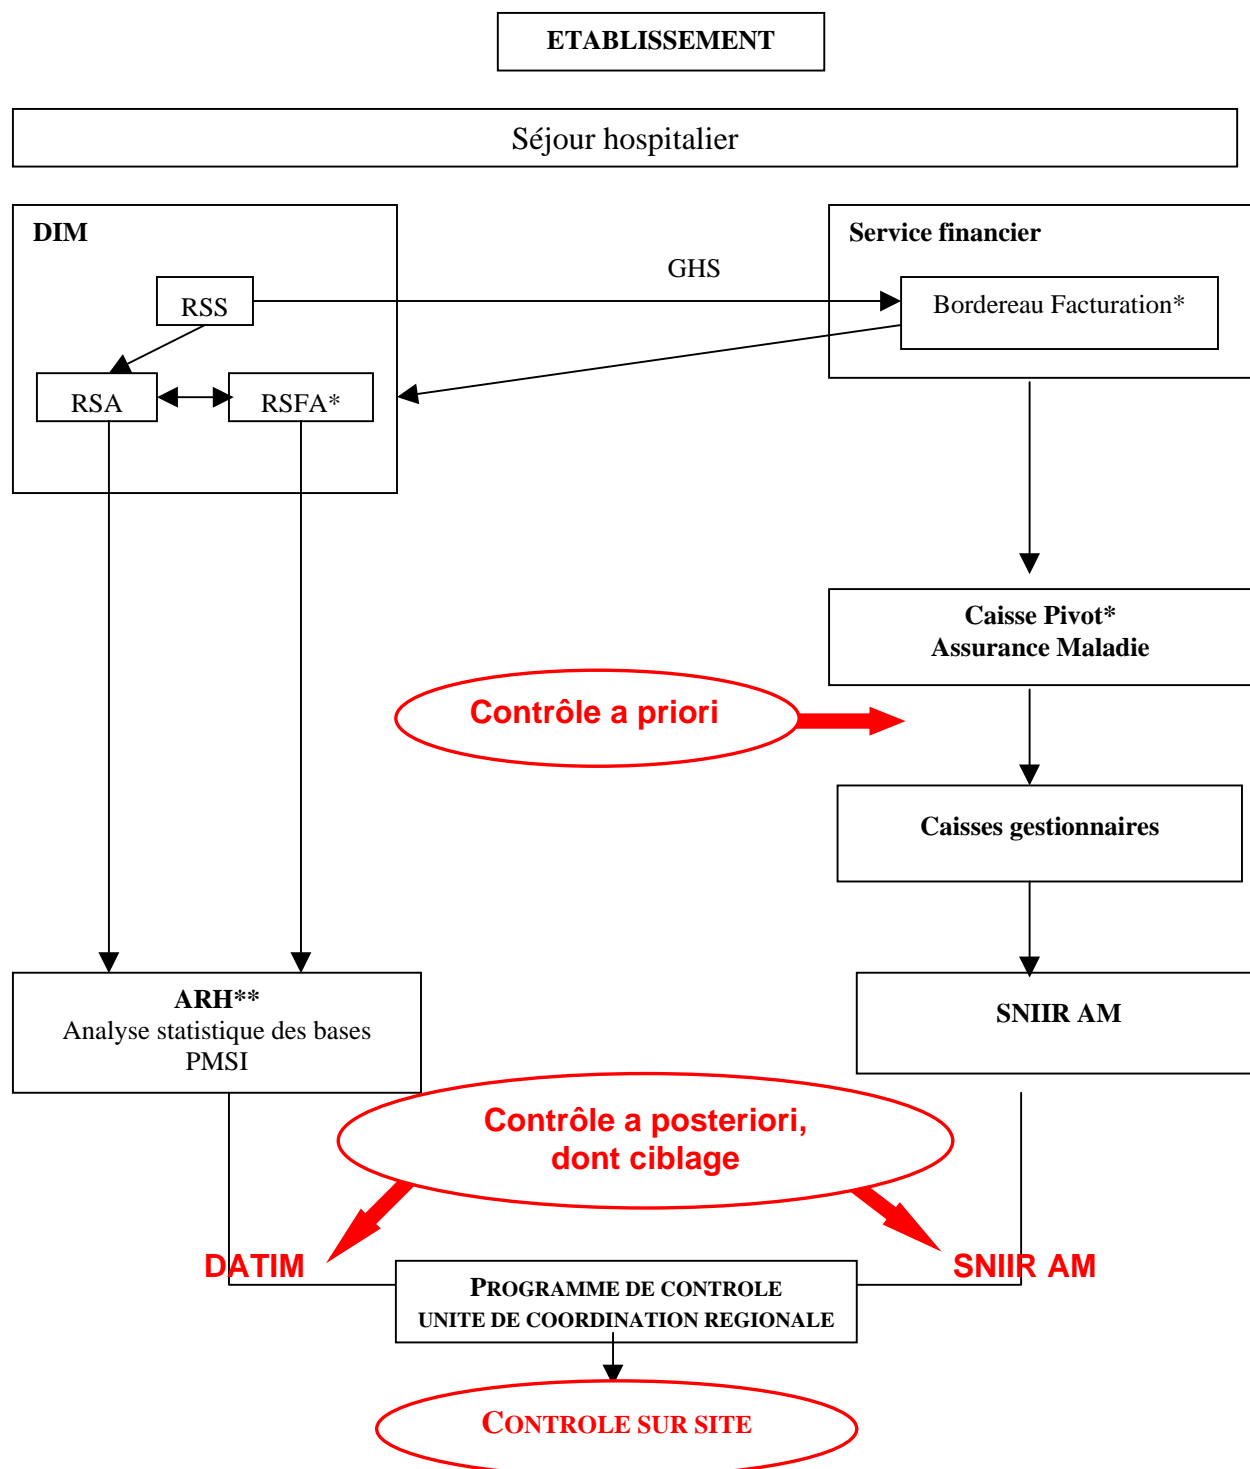 ETABLISSEMENT
Séjour hospitalier
DIM
Service financier
GHS
RSS
Bordereau Facturation*
RSA
RSFA*
Caisse Pivot*
Assurance Maladie
Contrôle a priori
Caisses gestionnaires
ARH**
Analyse statistique des bases
PMSI
SNIIR AM
Contrôle a posteriori,
dont ciblage
DATIM
SNIIR AM
PROGRAMME DE CONTROLE
UNITE DE COORDINATION REGIONALE
CONTROLE SUR SITE